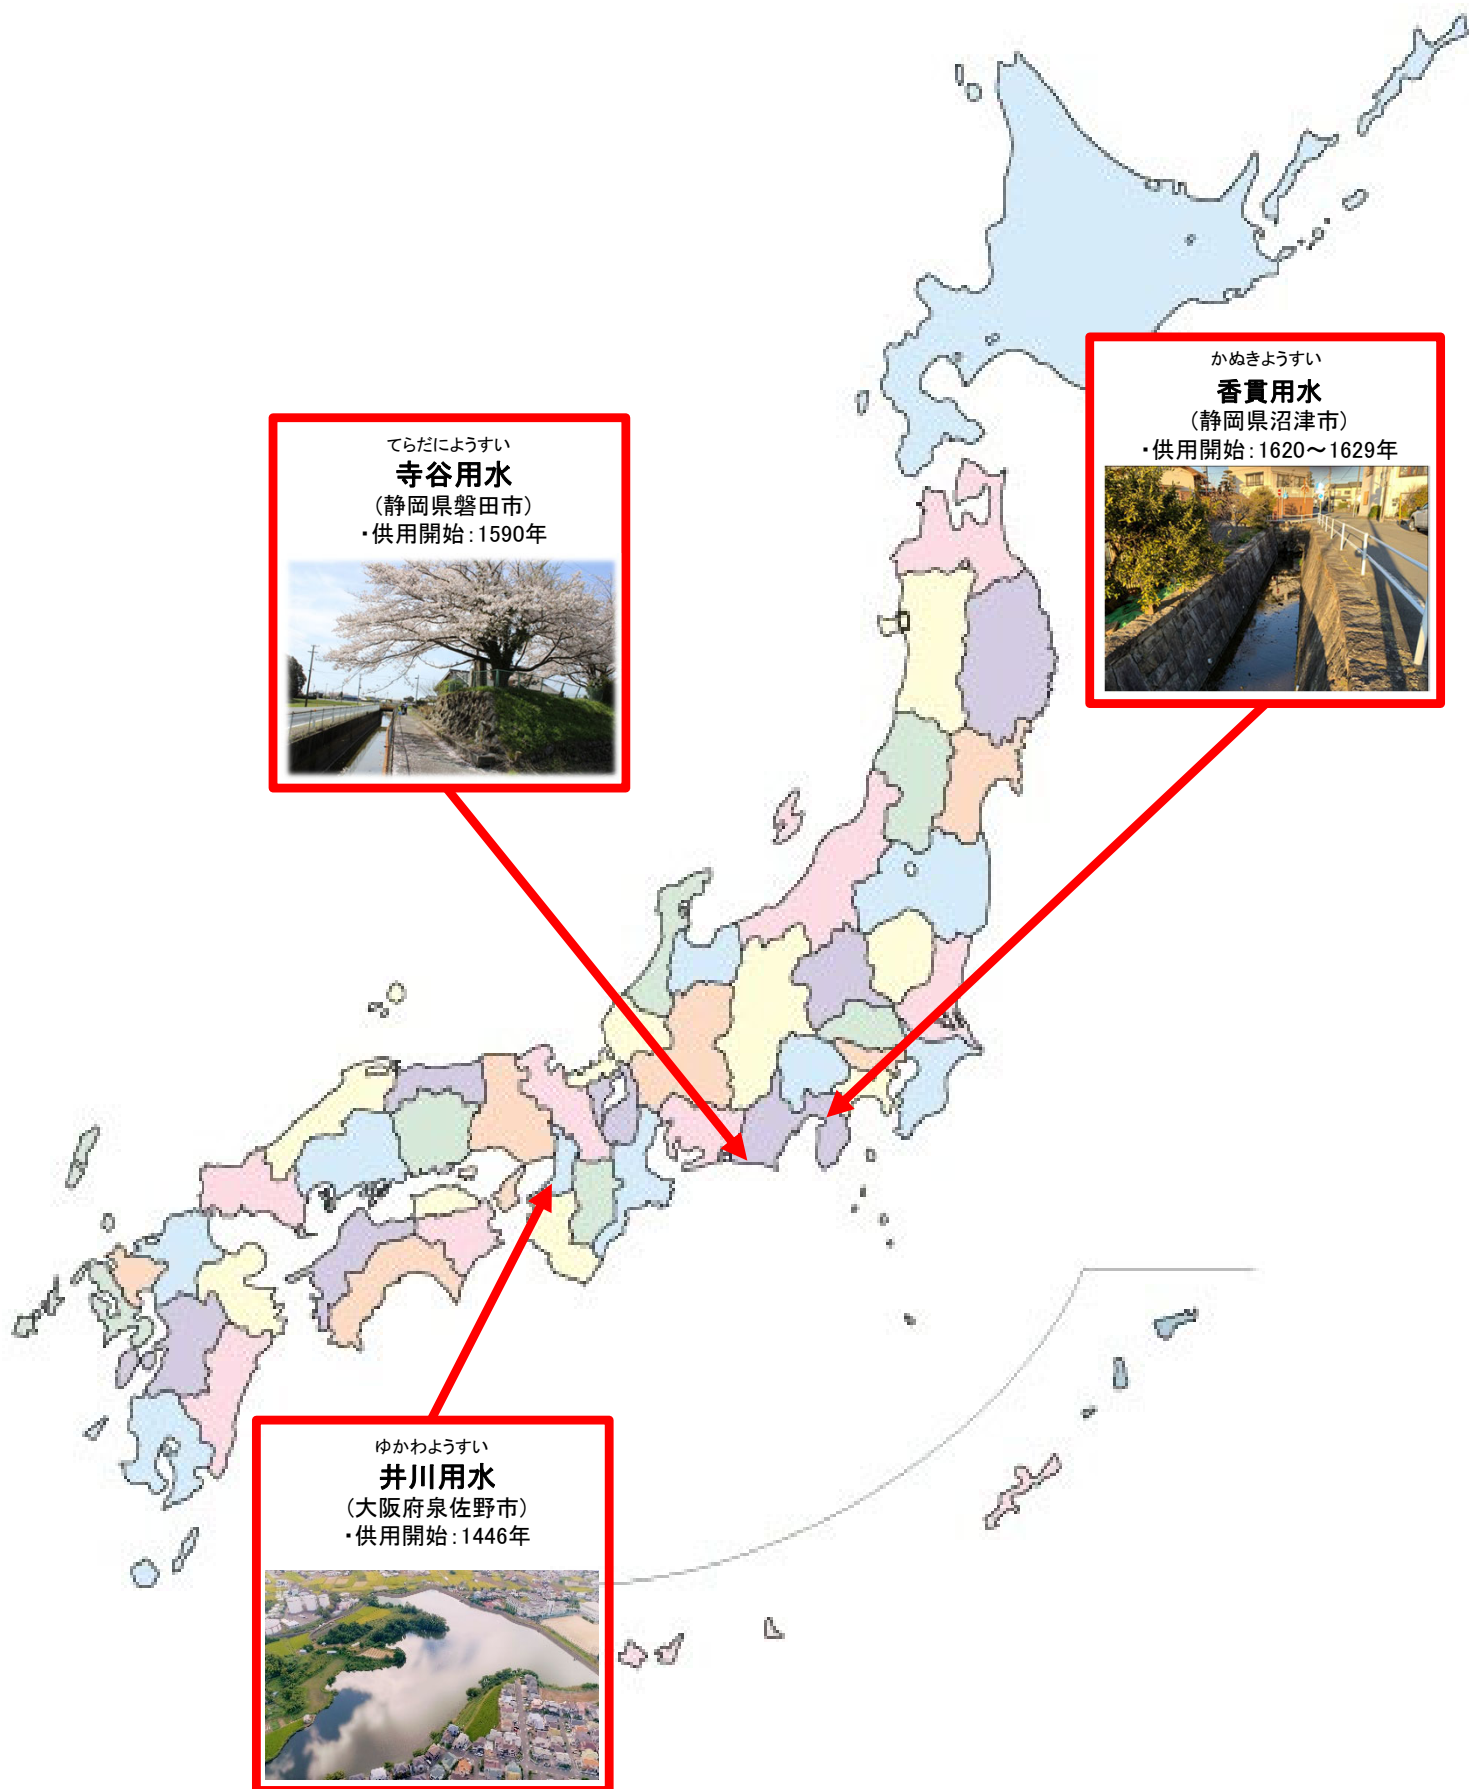 かぬきようすい
香貫用水
(静岡県沼津市)
・供用開始：1620～1629年
てらだにようすい
寺谷用水
(静岡県磐田市)
・供用開始：1590年
ゆかわようすい
井川用水
(大阪府泉佐野市)
・供用開始：1446年